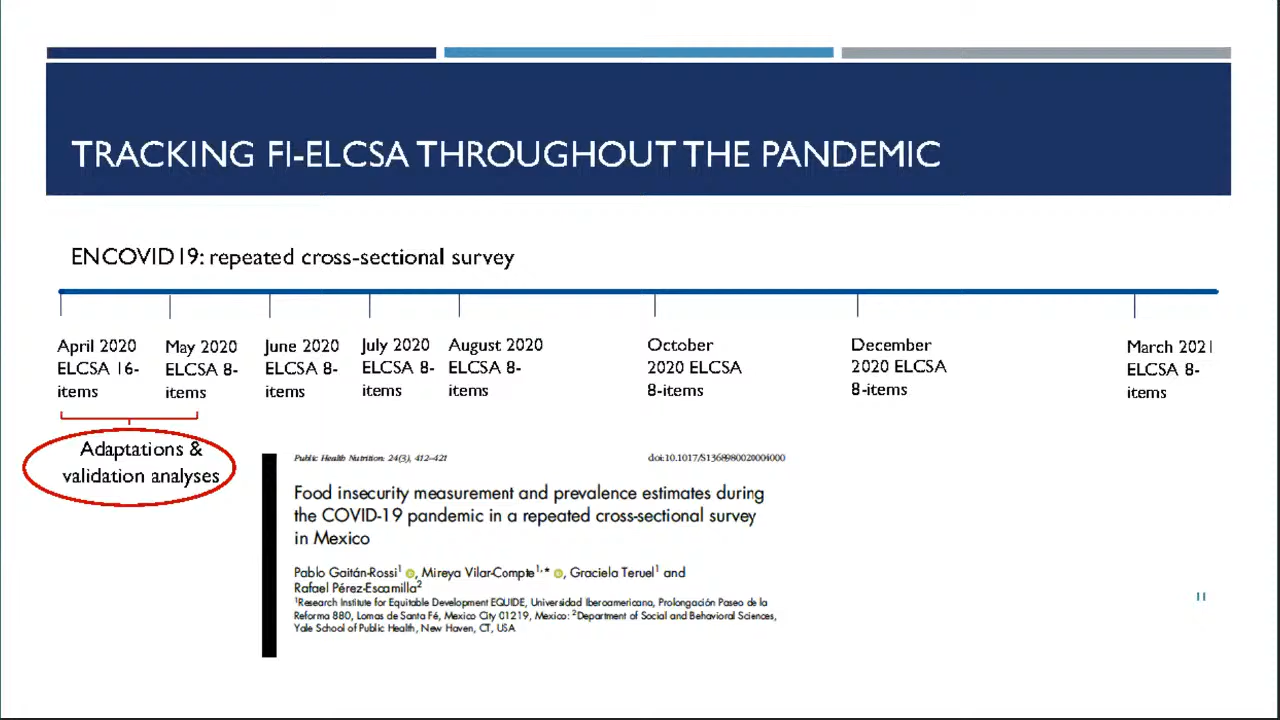 TRACKING FI-ELCSA THROUGHOUT THE PANDEMIC
ENCOVID19: repeated cross-sectional survey
April 2020
ELCSA 16-
items
May 2020
ELCSA 8-
items
June 2020
ELCSA 8-
items
July 2020
ELCSA 8-
items
August 2020
ELCSA 8-
items
October
2020 ELCSA
8-items
December
2020 ELCSA
8-items
March 2021
ELCSA 8-
items
Adaptations &
validation analyses
Public Health Nutrition: 24(3), 412–421
doi:10.1017/S1368980020004000
Food insecurity measurement and prevalence estimates during
the COVID-19 pandemic in a repeated cross-sectional survey
in Mexico
Pablo Gaitán-Rossi1, Mireya Vilar-Compte1,*, Graciela Teruel1 and
Rafael Pérez-Escamilla2
1Research Institute for Equitable Development EQUIDE, Universidad Iberoamericana, Prolongación Paseo de la
Reforma 880, Lomas de Santa Fé, Mexico City 01219, Mexico: 2Department of Social and Behavioral Sciences,
Yale School of Public Health, New Haven, CT, USA
11